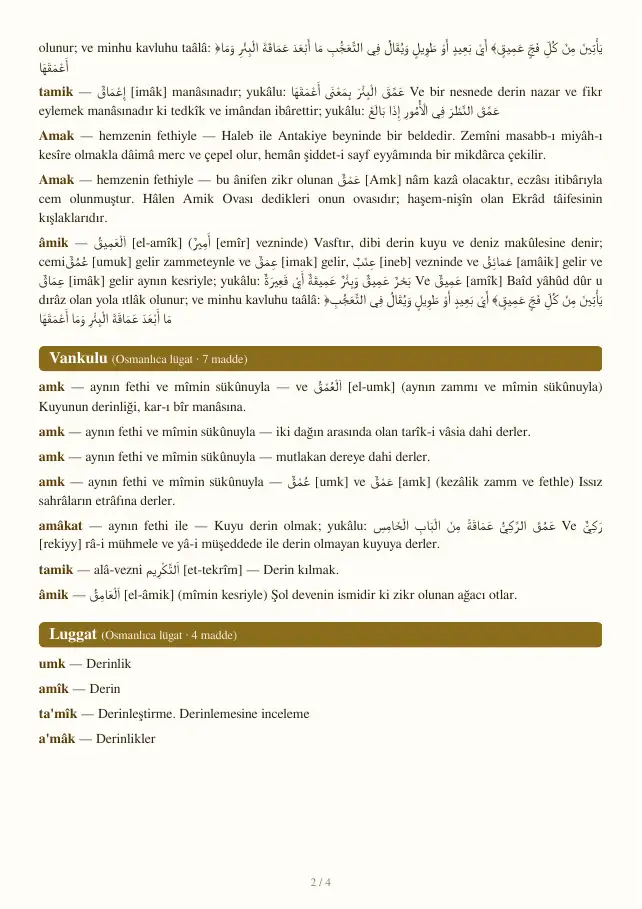 olunur; ve minhu kavluhu taâlâ: ﴿يَأْتِينَ مِنْ كُلِّ فَجٍّ عَمِيقٍ﴾ أَيْ بَعِيدٍ أَوْ طَوِيلٍ وَيُقَالُ فِي التَّعَجُّبِ مَا أَبْعَدَ عَمَاقَةَ الْبِئْرِ وَمَا
أَعْمَقَهَا
tamik — إِعْمَاقٌ [imâk] manâsınadır; yukâlu: عَمَّقَ الْبِئْرَ بِمَعْنَى أَعْمَقَهَا Ve bir nesnede derin nazar ve fikr
eylemek manâsınadır ki tedkîk ve imândan ibârettir; yukâlu: عَمَّقَ النَّظَرَ فِي الْأُمُورِ إِذَا بَالَغَ
Amak — hemzenin fethiyle — Haleb ile Antakiye beyninde bir beldedir. Zemîni masabb-ı miyâh-ı
kesîre olmakla dâimâ merc ve çepel olur, hemân şiddet-i sayf eyyâmında bir mikdârca çekilir.
Amak — hemzenin fethiyle — bu ânifen zikr olunan عَمْقٌ [Amk] nâm kazâ olacaktır, eczâsı itibârıyla
cem olunmuştur. Hâlen Amik Ovası dedikleri onun ovasıdır; haşem-nişîn olan Ekrâd tâifesinin
kışlaklarıdır.
âmik — اَلْعَمِيقُ [el-amîk] (أَمِيرٌ [emîr] vezninde) Vasftır, dibi derin kuyu ve deniz makûlesine denir;
cemi عُمُقٌ [umuk] gelir zammeteynle ve عِمَقٌ [imak] gelir, عِنَبٌ [ineb] vezninde ve عَمَائِقُ [amâik] gelir ve
عِمَاقٌ [imâk] gelir aynın kesriyle; yukâlu: بَحْرٌ عَمِيقٌ وَبِئْرٌ عَمِيقَةٌ أَيْ قَعِيرَةٌ Ve عَمِيقٌ [amîk] Baîd yâhûd dûr u
dırâz olan yola ıtlâk olunur; ve minhu kavluhu taâlâ: ﴿يَأْتِينَ مِنْ كُلِّ فَجٍّ عَمِيقٍ﴾ أَيْ بَعِيدٍ أَوْ طَوِيلٍ وَيُقَالُ فِي التَّعَجُّبِ
مَا أَبْعَدَ عَمَاقَةَ الْبِئْرِ وَمَا أَعْمَقَهَا
Vankulu (Osmanlıca lügat · 7 madde)
amk — aynın fethi ve mîmin sükûnuyla — ve اَلْعُمْقُ [el-umk] (aynın zammı ve mîmin sükûnuyla)
Kuyunun derinliği, kar-ı bîr manâsına.
amk — aynın fethi ve mîmin sükûnuyla — iki dağın arasında olan tarîk-i vâsia dahi derler.
amk — aynın fethi ve mîmin sükûnuyla — mutlakan dereye dahi derler.
amk — aynın fethi ve mîmin sükûnuyla — عُمْقٌ [umk] ve عَمْقٌ [amk] (kezâlik zamm ve fethle) Issız
sahrâların etrâfına derler.
amâkat — aynın fethi ile — Kuyu derin olmak; yukâlu: عَمُقَ الرَّكِيُّ عَمَاقَةً مِنَ الْبَابِ الْخَامِسِ Ve رَكِيٌّ
[rekiyy] râ-i mühmele ve yâ-i müşeddede ile derin olmayan kuyuya derler.
tamik — alâ-vezni اَلتَّكْرِيمِ [et-tekrîm] — Derin kılmak.
âmik — اَلْعَامِقُ [el-âmik] (mîmin kesriyle) Şol devenin ismidir ki zikr olunan ağacı otlar.
Luggat (Osmanlıca lügat · 4 madde)
umk — Derinlik
amîk — Derin
ta'mîk — Derinleştirme. Derinlemesine inceleme
a'mâk — Derinlikler
2 / 4